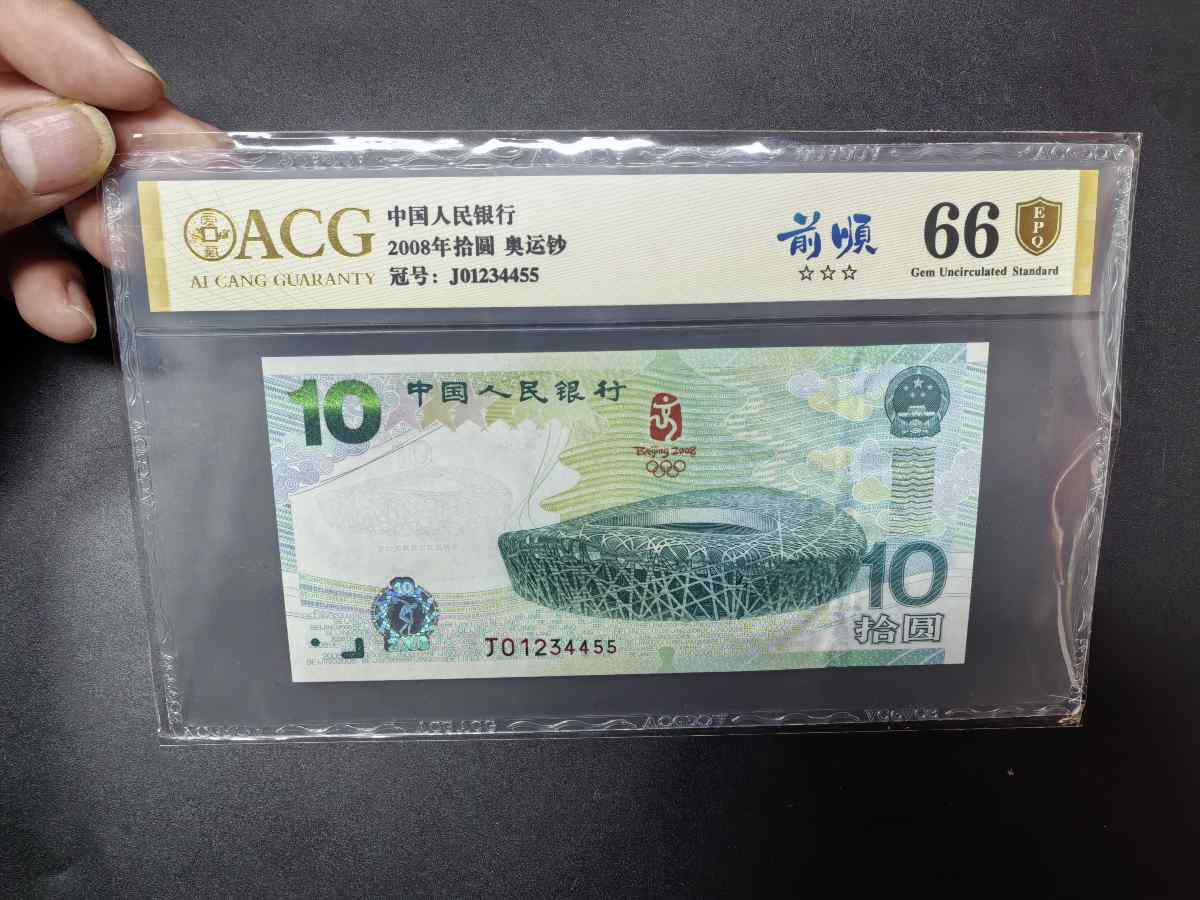 ACG
AI CANG GUARANTY
中国人民银行
2008年拾圆 奥运钞
冠号：J01234455
前順
☆☆☆
66
EPQ
Gem Uncirculated Standard
10 中国人民银行
Beijing 2008
10
拾圆
10
J01234455